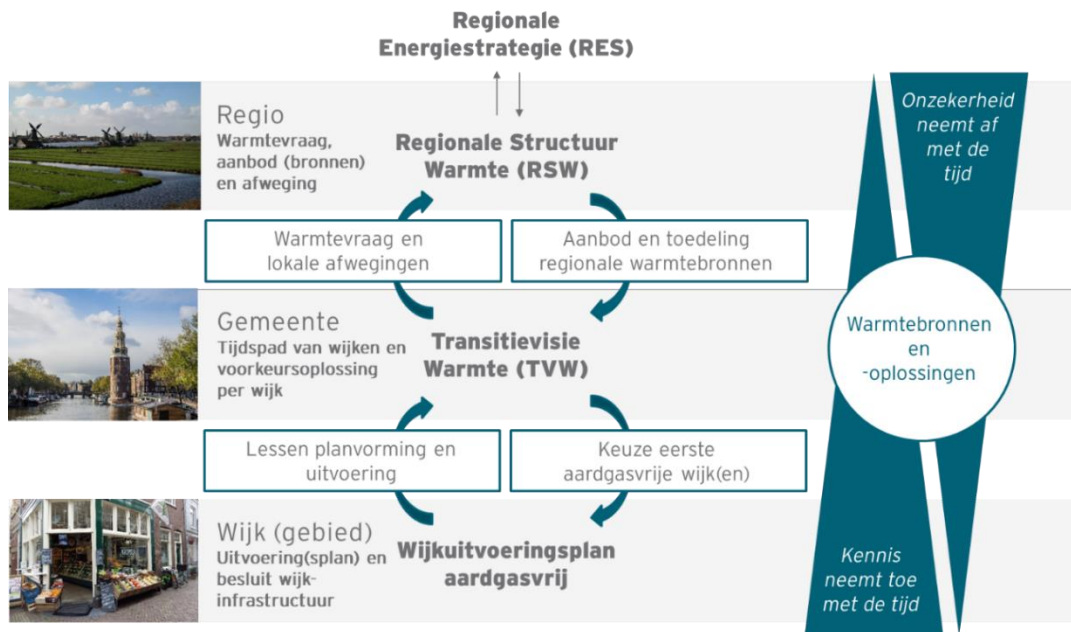 Regionale
Energiestrategie (RES)
Regio
Warmtevraag,
aanbod (bronnen)
en afweging
Regionale Structuur
Warmte (RSW)
Onzekerheid
neemt af
met de
tijd
Warmtevraag en
lokale afwegingen
Aanbod en toedeling
regionale warmtebronnen
Gemeente
Tijdspad van wijken en
voorkeursoplossing
per wijk
Transitievisie
Warmte (TVW)
Warmtebronnen
en
-oplossingen
Lessen planvorming en
uitvoering
Keuze eerste
aardgasvrije wijk(en)
Wijk (gebied)
Uitvoering(splan) en
besluit wijk-
infrastructuur
Wijkuitvoeringsplan
aardgasvrij
Kennis
neemt toe
met de tijd